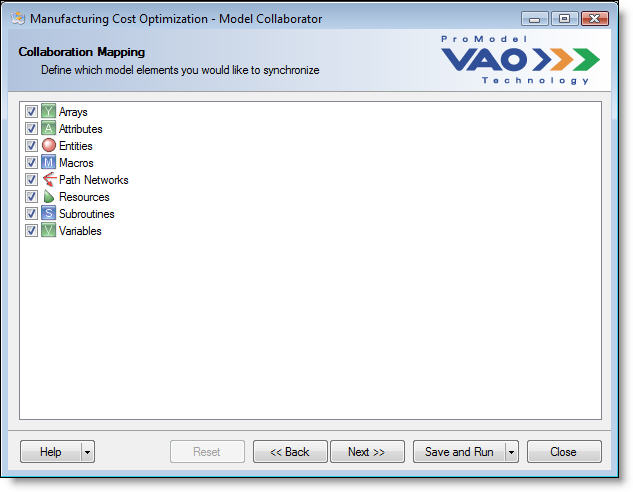 Manufacturing Cost Optimization - Model Collaborator
Collaboration Mapping
Define which model elements you would like to synchronize
ProModel
VAO
Technology
Y Arrays
A Attributes
Entities
M Macros
Path Networks
Resources
S Subroutines
V Variables
Help
Reset
<< Back
Next >>
Save and Run
Close